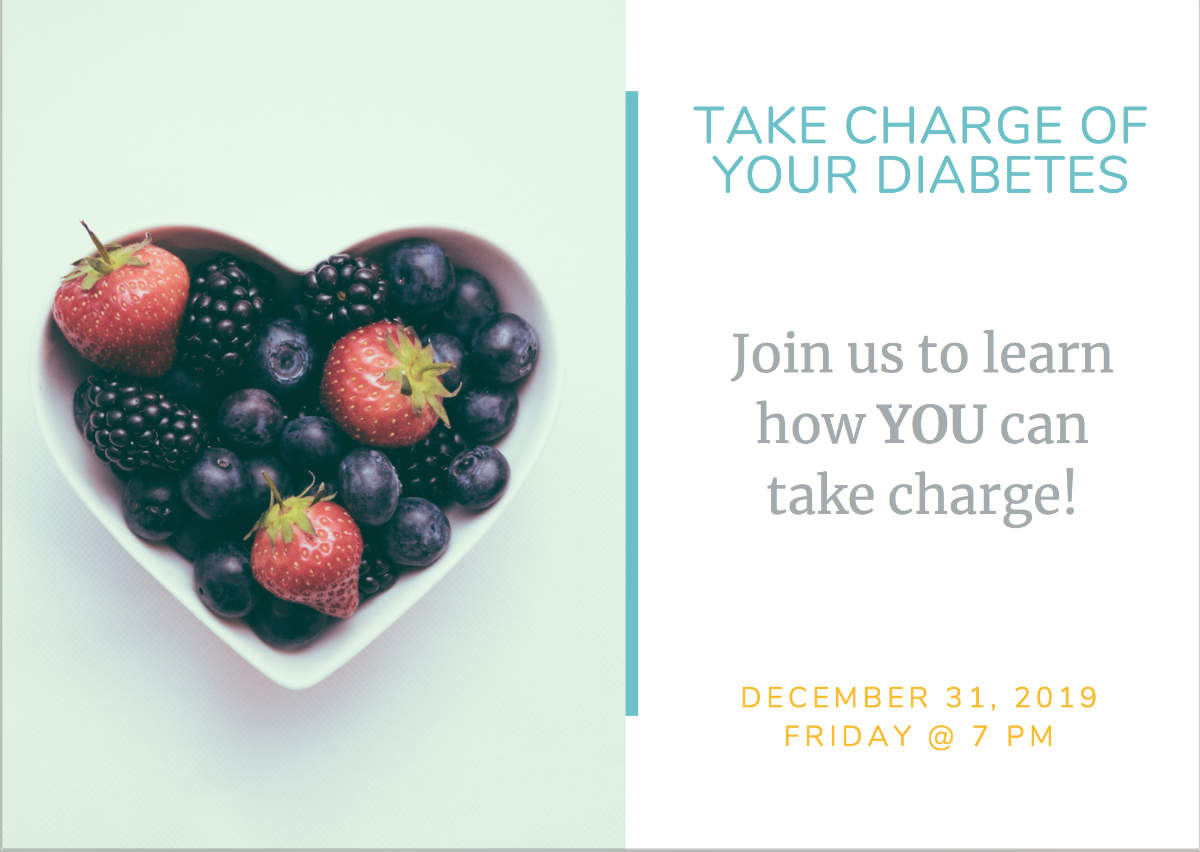 TAKE CHARGE OF
YOUR DIABETES
Join us to learn
how YOU can
take charge!
DECEMBER 31, 2019
FRIDAY @ 7 PM